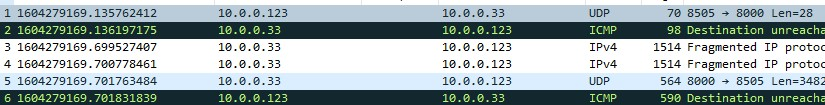 1 1604279169.135762412 10.0.0.123 10.0.0.33 UDP 70 8505 → 8000 Len=28
2 1604279169.136197175 10.0.0.33 10.0.0.123 ICMP 98 Destination unreacha
3 1604279169.699527407 10.0.0.33 10.0.0.123 IPv4 1514 Fragmented IP protoc
4 1604279169.700778461 10.0.0.33 10.0.0.123 IPv4 1514 Fragmented IP protoc
5 1604279169.701763484 10.0.0.33 10.0.0.123 UDP 564 8000 → 8505 Len=3482
6 1604279169.701831839 10.0.0.123 10.0.0.33 ICMP 590 Destination unreacha